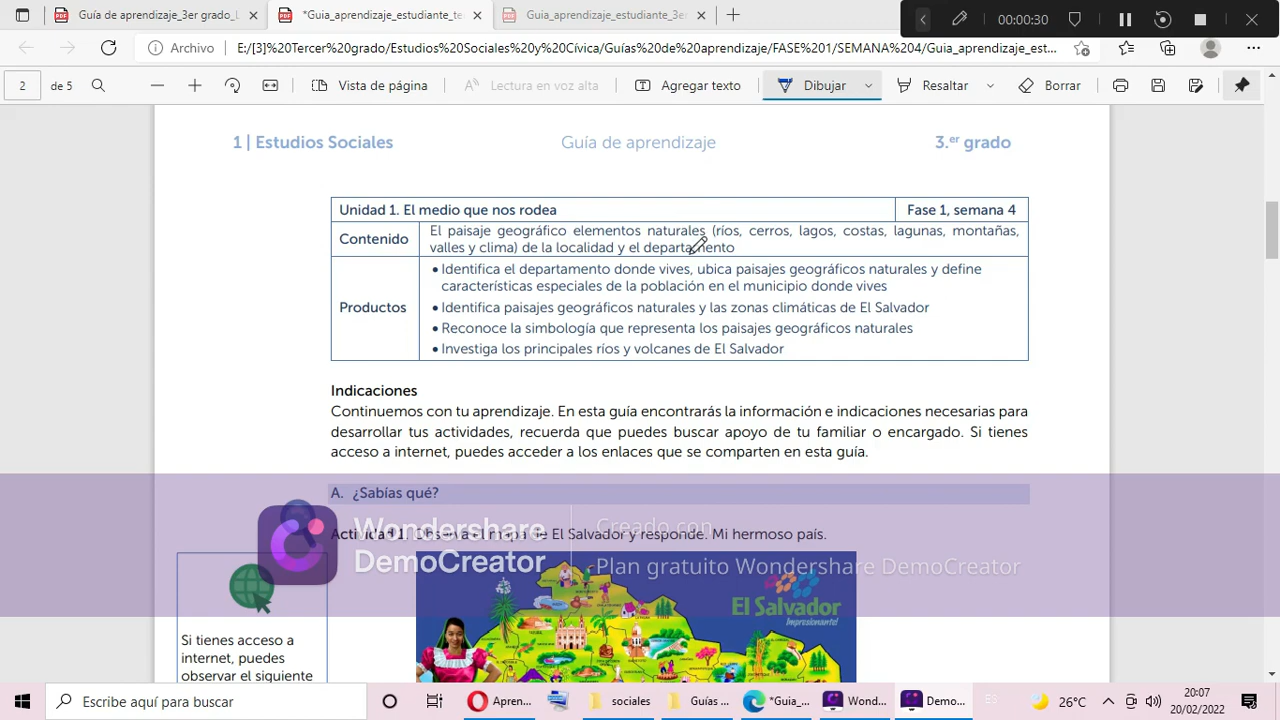 Guia_aprendizaje_3er grado_
*Guia_aprendizaje_estudiante_te
Guia_aprendizaje_estudiante_3er
00:00:30
Archivo
E:/[3]%20Tercer%20grado/Estudios%20Sociales%20y%20Cívica/Guías%20de%20aprendizaje/FASE%201/SEMANA%204/Guia_aprendizaje_est...
2 de 5
Vista de página
Lectura en voz alta
Agregar texto
Dibujar
Resaltar
Borrar
1 | Estudios Sociales
Guía de aprendizaje
3.er grado
Unidad 1. El medio que nos rodea
Fase 1, semana 4
Contenido
El paisaje geográfico elementos naturales (ríos, cerros, lagos, costas, lagunas, montañas,
valles y clima) de la localidad y el departamento
Productos
• Identifica el departamento donde vives, ubica paisajes geográficos naturales y define
características especiales de la población en el municipio donde vives
• Identifica paisajes geográficos naturales y las zonas climáticas de El Salvador
• Reconoce la simbología que representa los paisajes geográficos naturales
• Investiga los principales ríos y volcanes de El Salvador
Indicaciones
Continuemos con tu aprendizaje. En esta guía encontrarás la información e indicaciones necesarias para
desarrollar tus actividades, recuerda que puedes buscar apoyo de tu familiar o encargado. Si tienes
acceso a internet, puedes acceder a los enlaces que se comparten en esta guía.
A. ¿Sabías qué?
Actividad 1. Observa el mapa de El Salvador y responde. Mi hermoso país.
Wondershare
DemoCreator
Creado con
Plan gratuito Wondershare DemoCreator
El Salvador
Impresionante!
Si tienes acceso a
internet, puedes
observar el siguiente
Escribe aquí para buscar
Apren...
sociales
Guías ...
*Guia_...
Wond...
Demo...
ES
26°C
20:07
20/02/2022